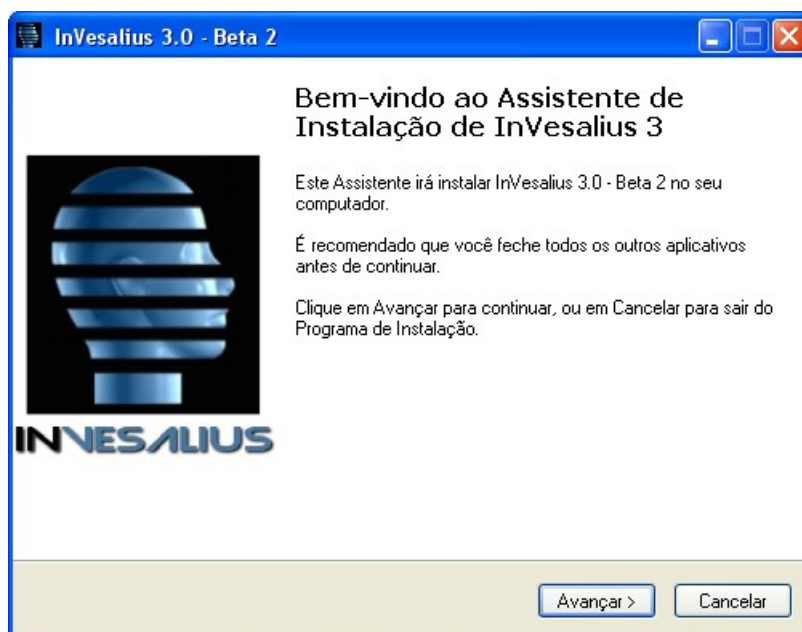 InVesalius 3.0 - Beta 2
Bem-vindo ao Assistente de
Instalação de InVesalius 3
Este Assistente irá instalar InVesalius 3.0 - Beta 2 no seu
computador.
É recomendado que você feche todos os outros aplicativos
antes de continuar.
Clique em Avançar para continuar, ou em Cancelar para sair do
Programa de Instalação.
INVESALIUS
Avançar >
Cancelar